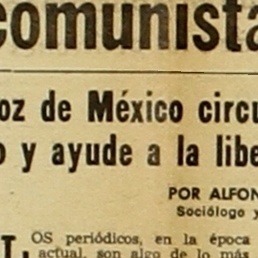 comunista
oz de México circu
o y ayude a la libe
POR ALFON
Sociólogo y
OS periódicos, en la época
actual, son algo de lo más